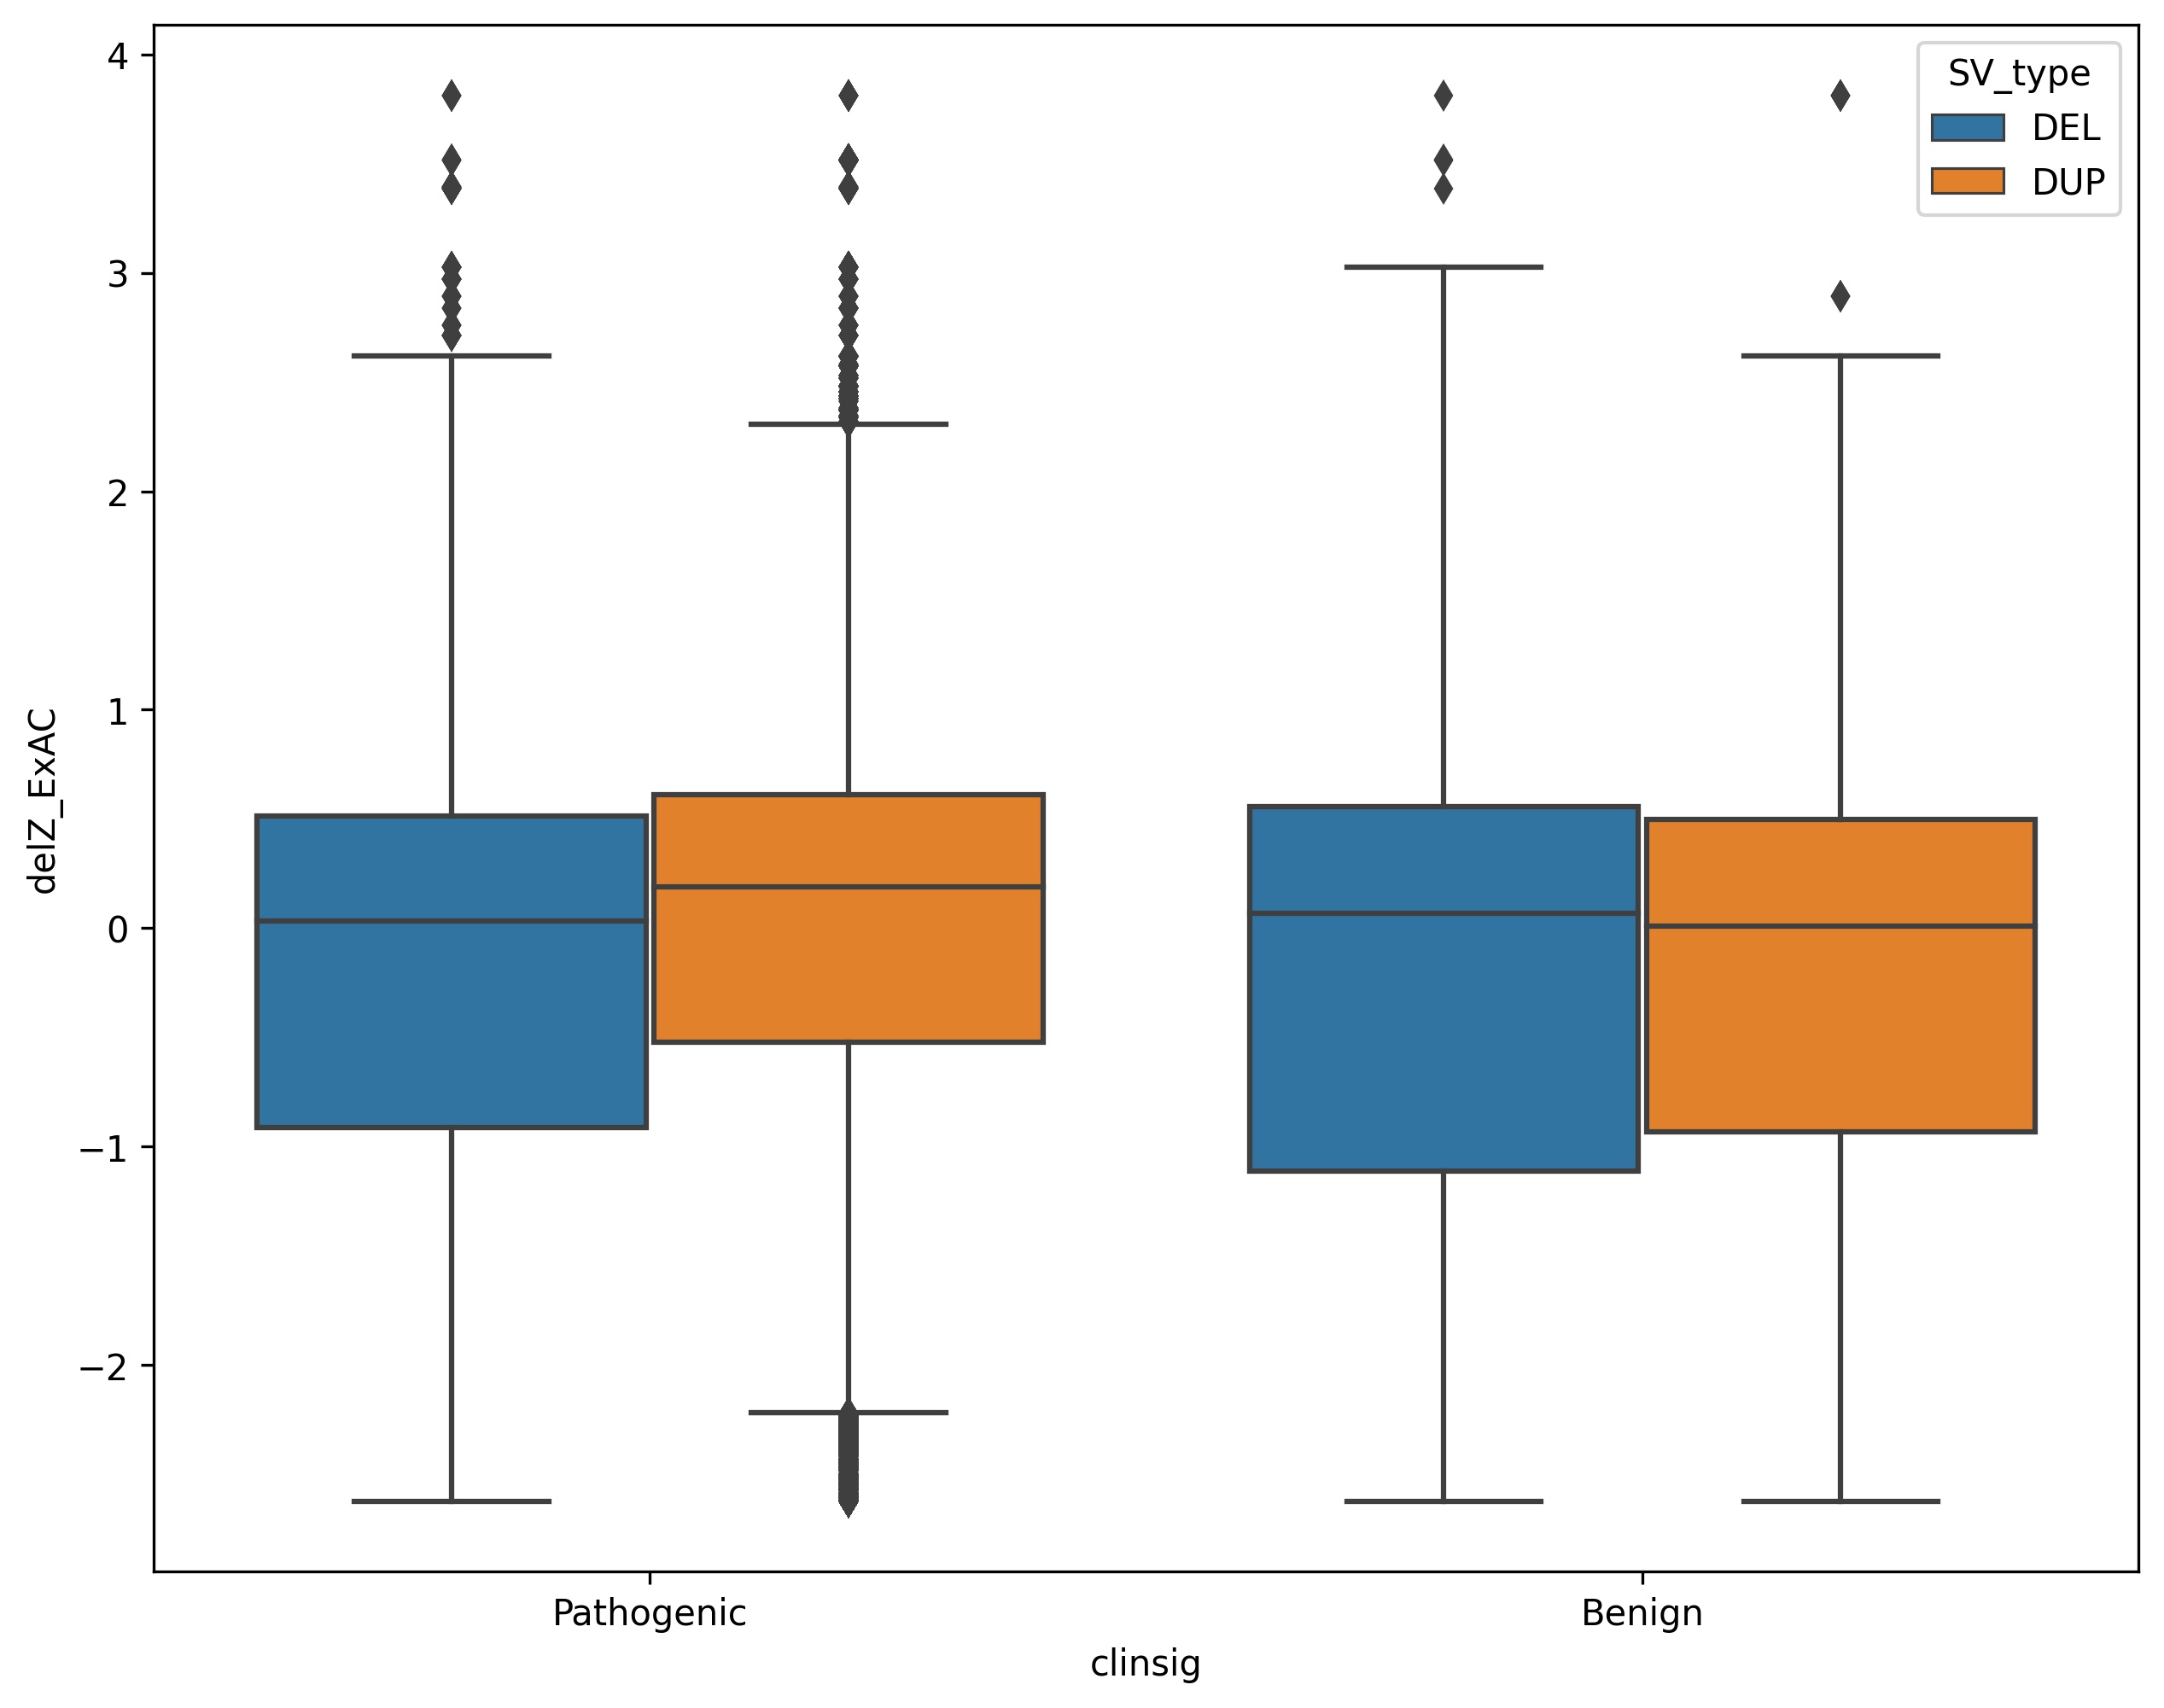 4
3
2
1
0
−1
−2
delZ_ExAC
SV_type
DEL
DUP
Pathogenic
Benign
clinsig